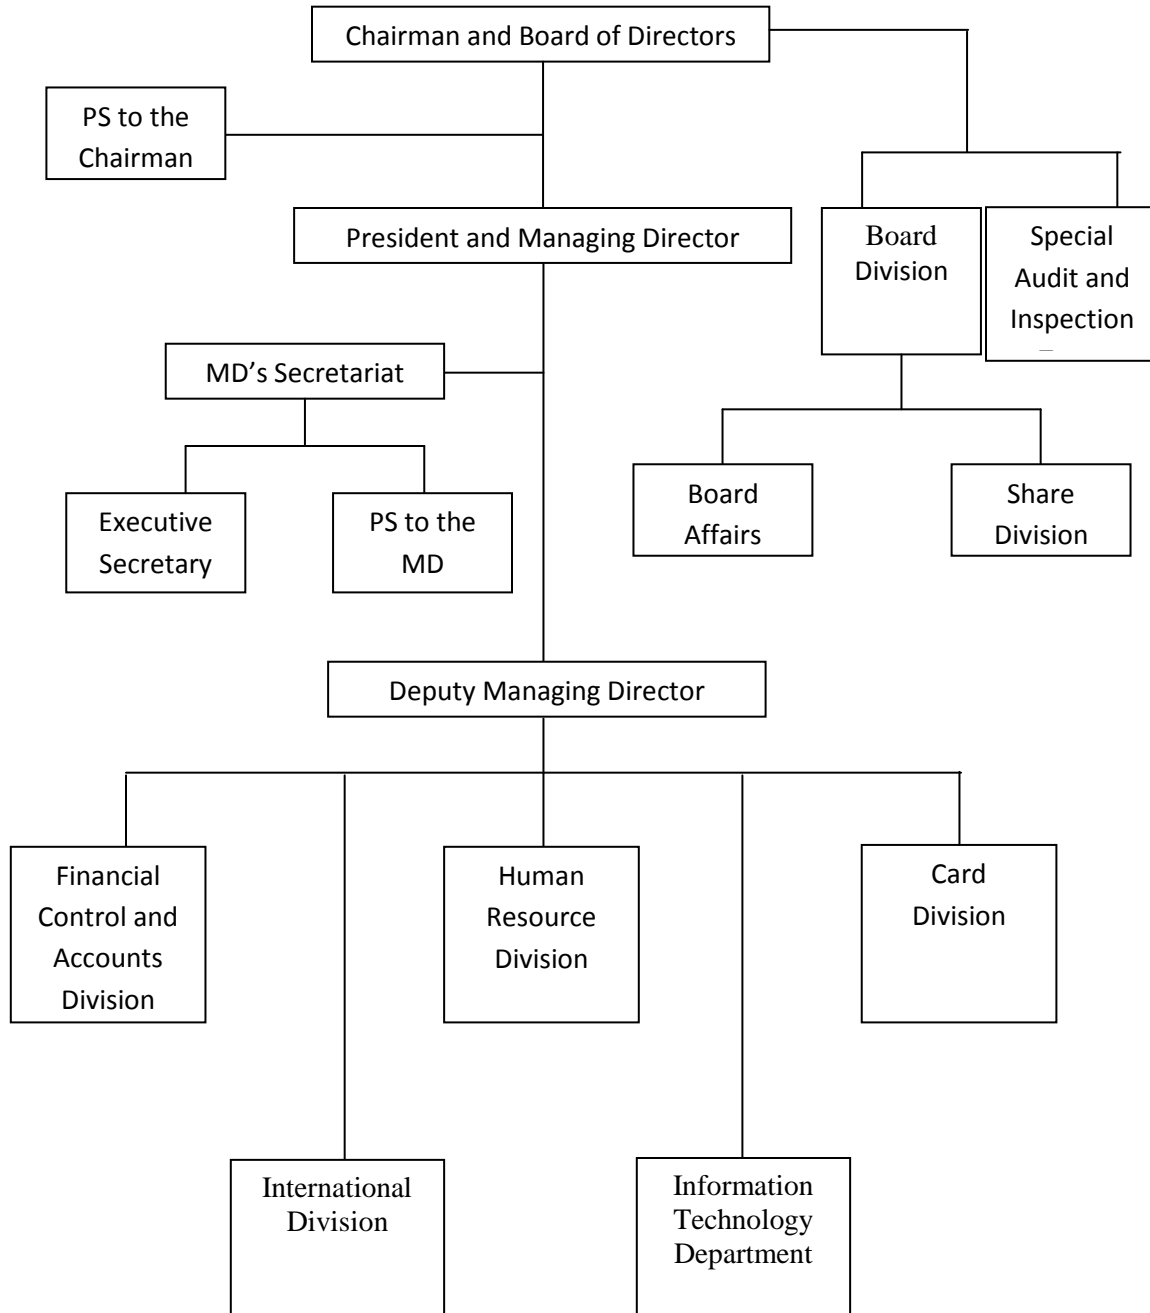 Chairman and Board of Directors
PS to the
Chairman
President and Managing Director
Board
Division
Special
Audit and
Inspection
MD’s Secretariat
Executive
Secretary
PS to the
MD
Board
Affairs
Share
Division
Deputy Managing Director
Financial
Control and
Accounts
Division
Human
Resource
Division
Card
Division
International
Division
Information
Technology
Department